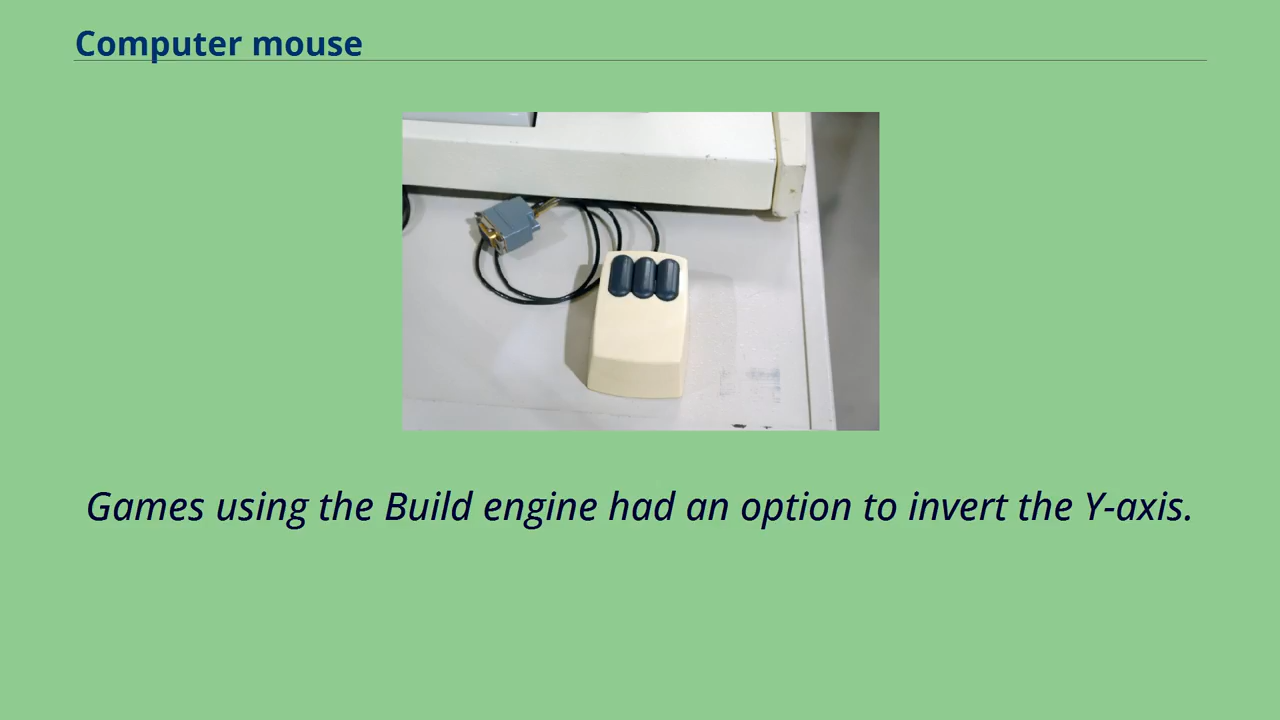 Computer mouse
Games using the Build engine had an option to invert the Y-axis.